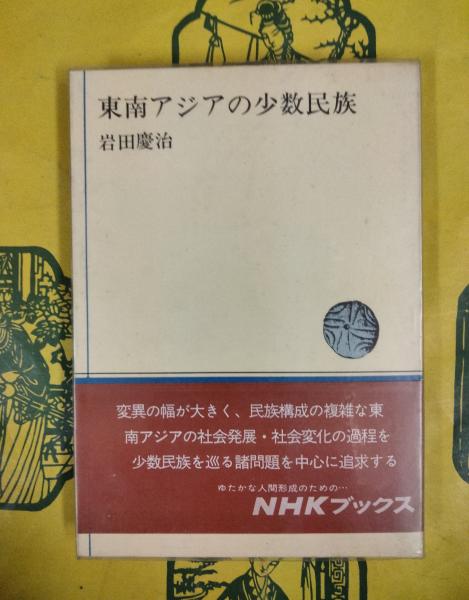 東南アジアの少数民族
岩田慶治
変異の幅が大きく、民族構成の複雑な東
南アジアの社会発展・社会変化の過程を
少数民族を巡る諸問題を中心に追求する
ゆたかな人間形成のための…
NHKブックス